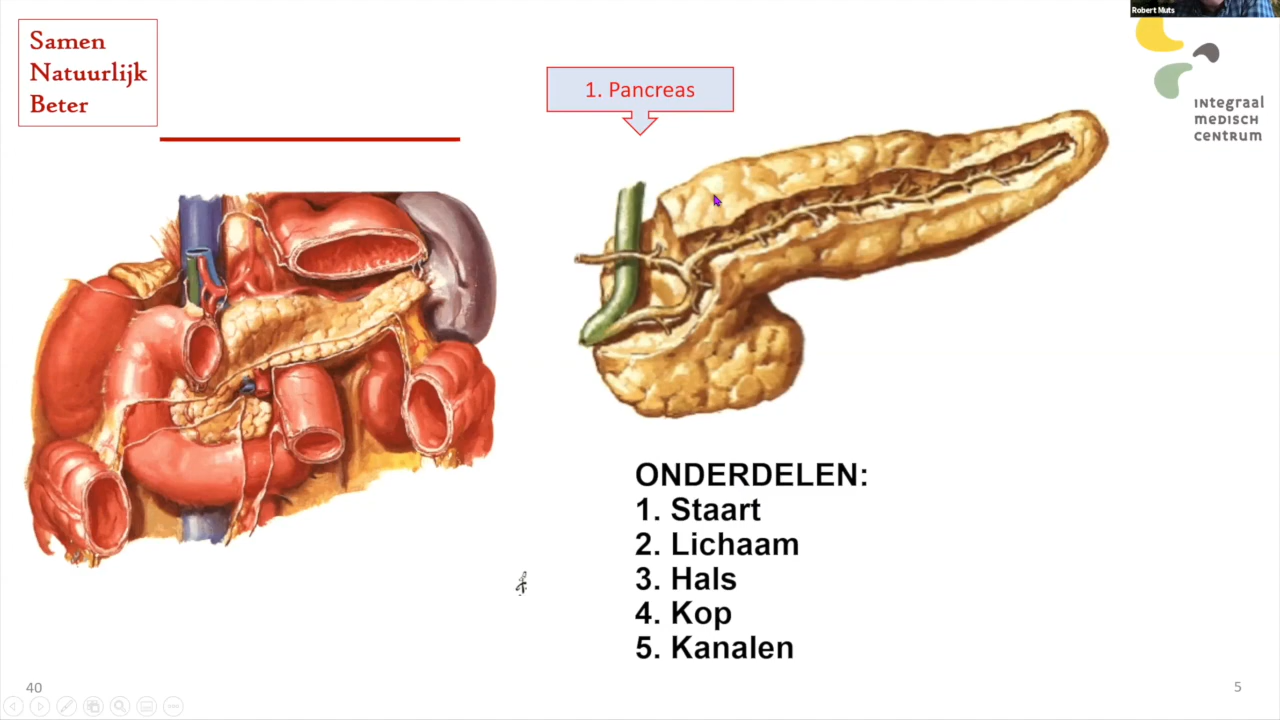 Robert Muts
Samen
Natuurlijk
Beter
1. Pancreas
INTEGRAAL
MEDISCH
CENTRUM
ONDERDELEN:
1. Staart
2. Lichaam
3. Hals
4. Kop
5. Kanalen
40
5